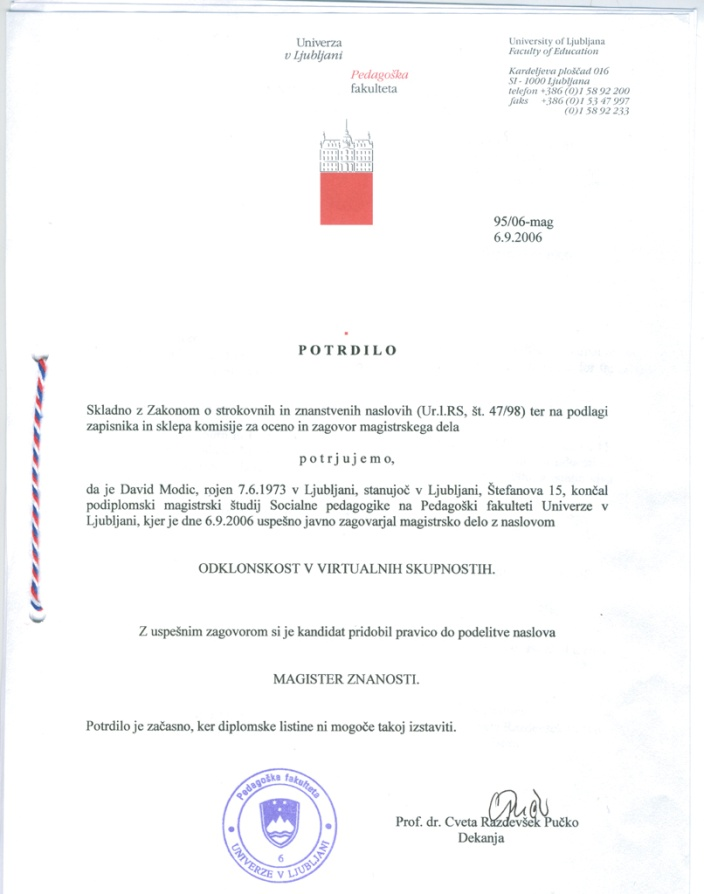 Univerza
v Ljubljani
Pedagoška
fakulteta
University of Ljubljana
Faculty of Education
Kardeljeva ploščad 016
SI - 1000 Ljubljana
telefon +386 (0)1 58 92 200
faks +386 (0)1 53 47 997
(0)1 58 92 233
95/06-mag
6.9.2006
POTRDILO
Skladno z Zakonom o strokovnih in znanstvenih naslovih (Ur.l.RS, št. 47/98) ter na podlagi
zapisnika in sklepa komisije za oceno in zagovor magistrskega dela
potrjujemo,
da je David Modic, rojen 7.6.1973 v Ljubljani, stanujoč v Ljubljani, Štefanova 15, končal
podiplomski magistrski študij Socialne pedagogike na Pedagoški fakulteti Univerze v
Ljubljani, kjer je dne 6.9.2006 uspešno javno zagovarjal magistrsko delo z naslovom
ODKLONSKOST V VIRTUALNIH SKUPNOSTIH.
Z uspešnim zagovorom si je kandidat pridobil pravico do podelitve naslova
MAGISTER ZNANOSTI.
Potrdilo je začasno, ker diplomske listine ni mogoče takoj izstaviti.
Pedagoška fakulteta
6
UNIVERZE V LJUBLJANI
Prof. dr. Cveta Razdevšek Pučko
Dekanja